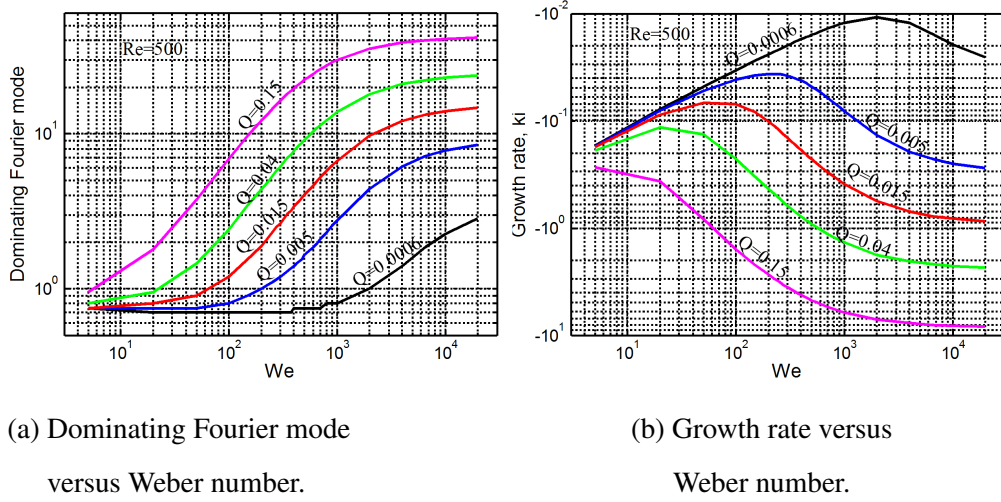 Re=500
Q=0.15
Q=0.04
Q=0.015
Q=0.005
Q=0.0006
Dominating Fourier mode
10^1
10^0
10^1
10^2
10^3
10^4
We
(a) Dominating Fourier mode
versus Weber number.
Re=500
Q=0.0006
Q=0.005
Q=0.015
Q=0.04
Q=0.15
Growth rate, ki
-10^-2
-10^-1
-10^0
-10^1
10^1
10^2
10^3
10^4
We
(b) Growth rate versus
Weber number.